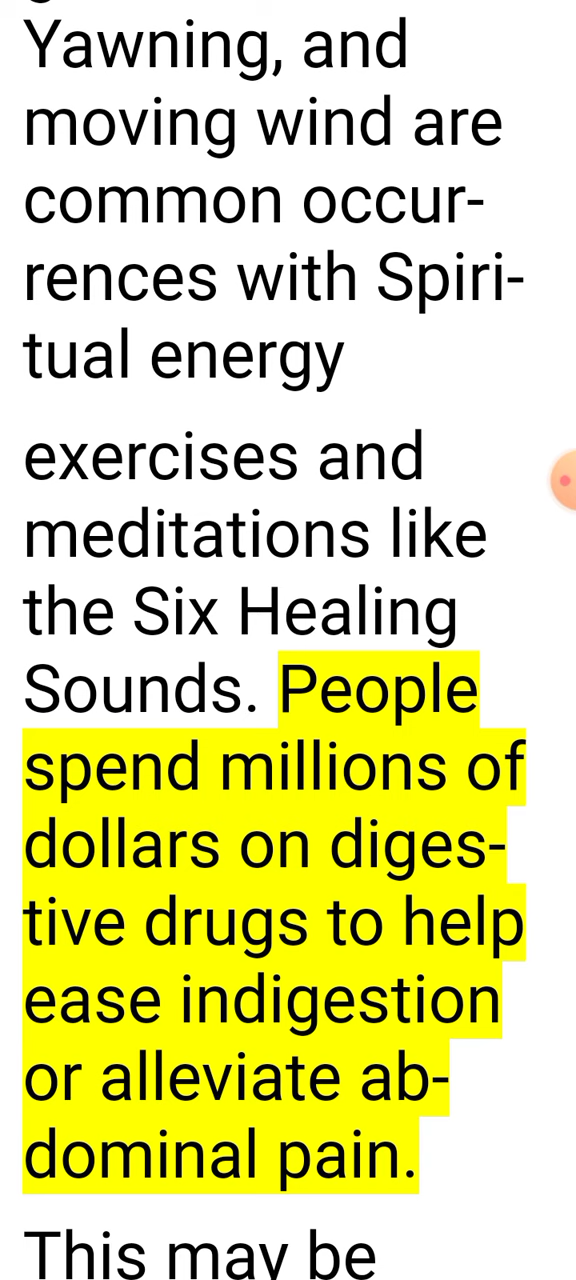 Yawning, and
moving wind are
common occur-
rences with Spiri-
tual energy
exercises and
meditations like
the Six Healing
Sounds. People
spend millions of
dollars on diges-
tive drugs to help
ease indigestion
or alleviate ab-
dominal pain.
This may be